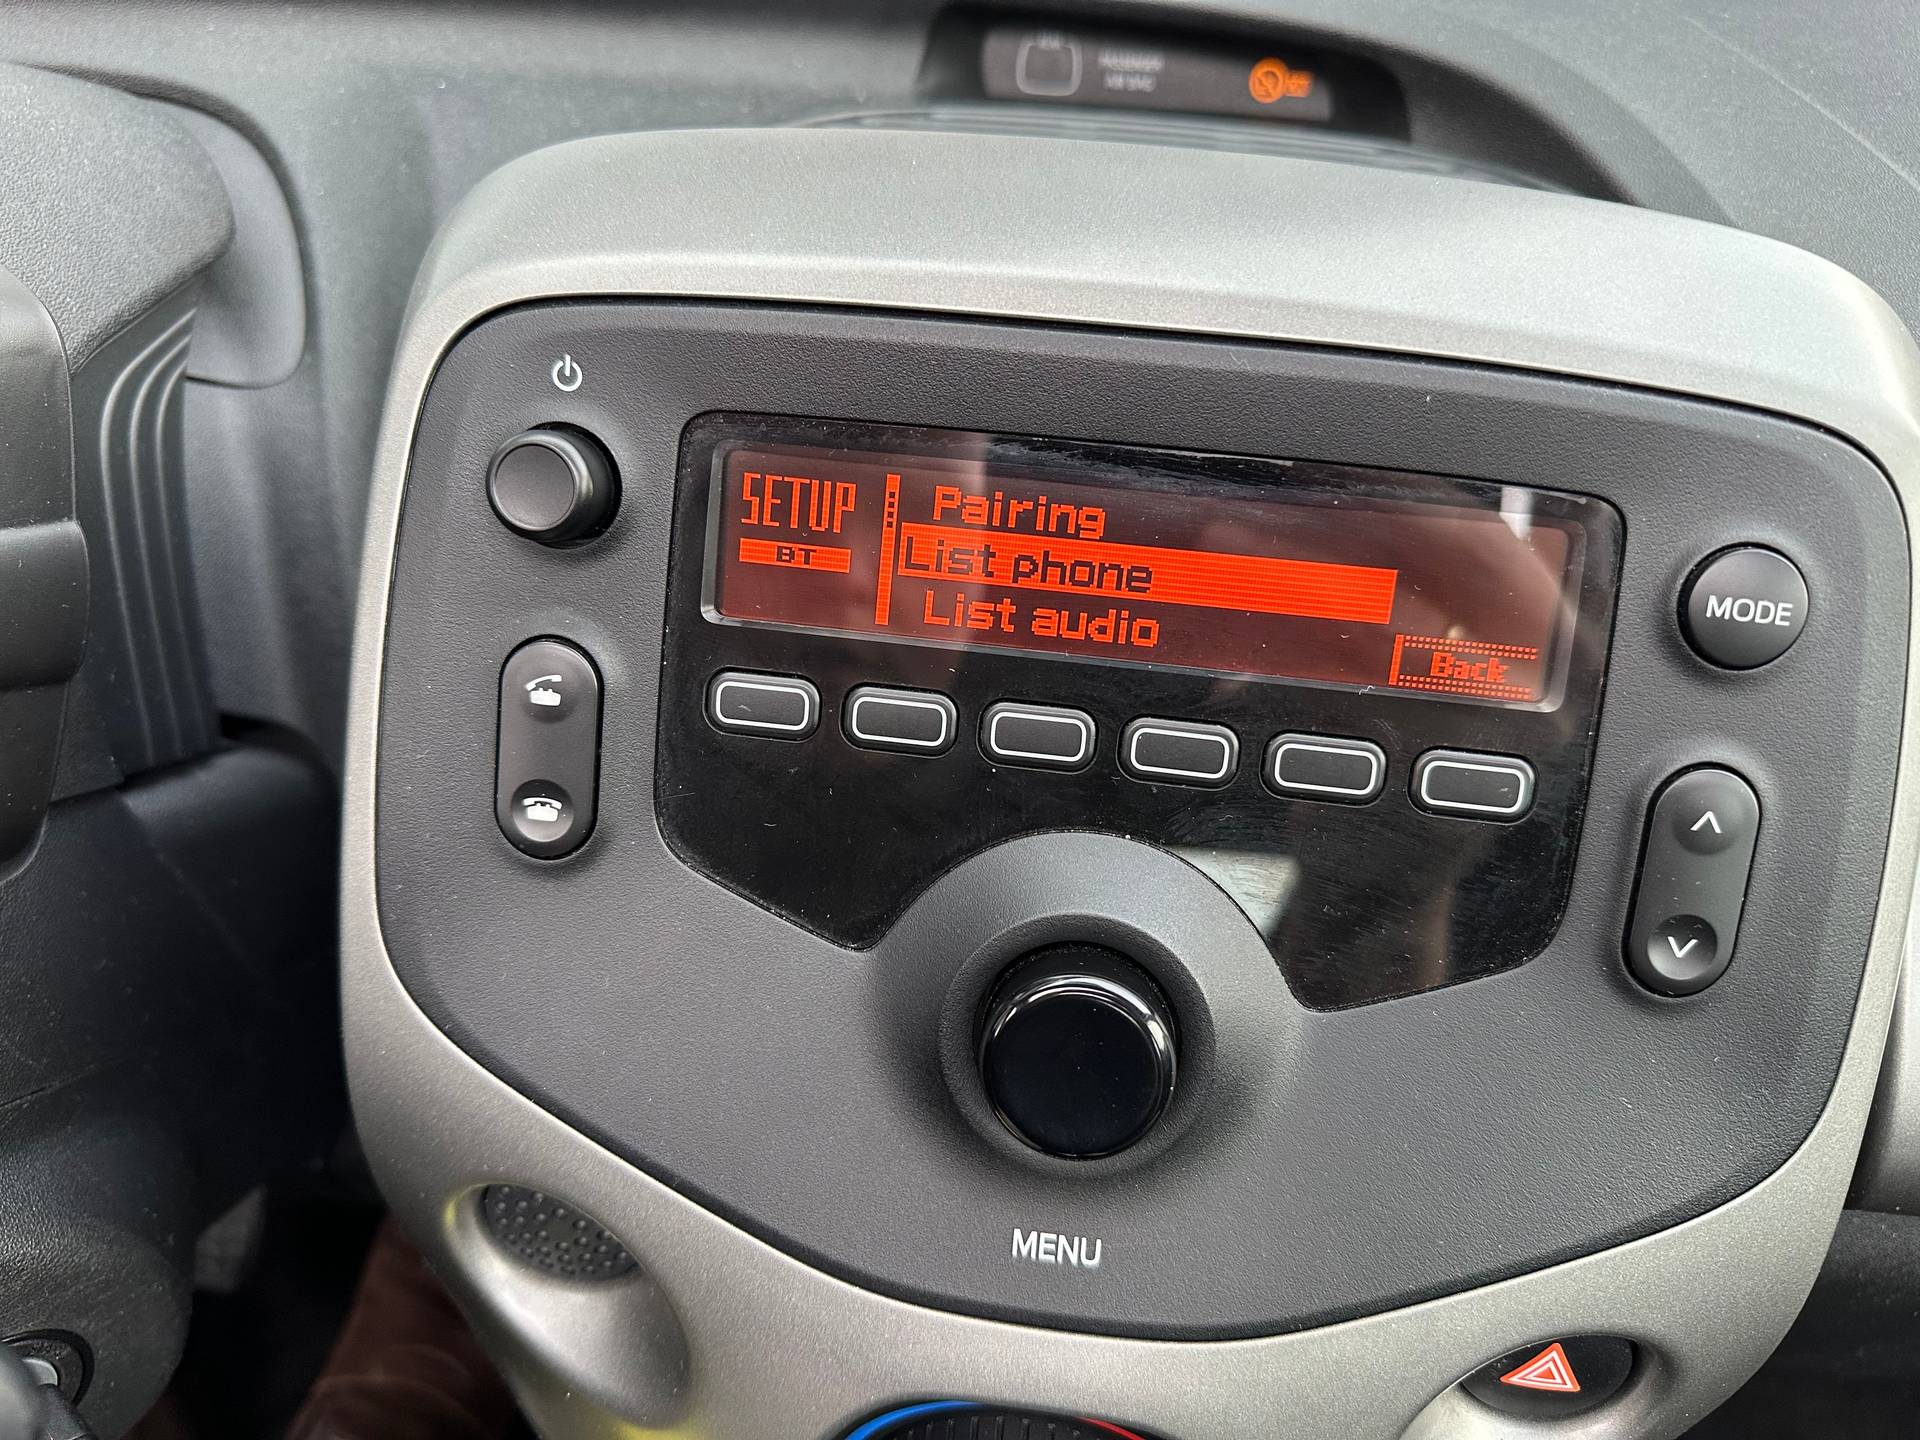 SETUP
BT
Pairing
List phone
List audio
Back
MODE
MENU